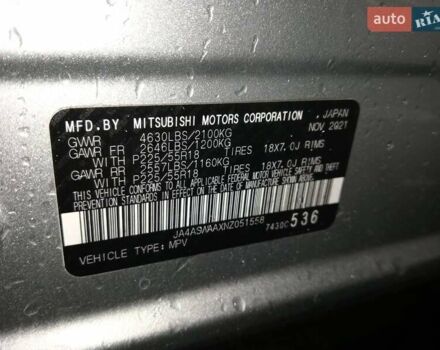 auto
RIA
MFD.BY MITSUBISHI MOTORS CORPORATION , JAPAN
GVWR 4630LBS/2100KG NOV 2021
GAWR FR 2646LBS/1200KG
WITH P225/55R18 TIRES 18X7.0J RIMS
GAWR RR 2557LBS/1160KG
WITH P225/55R18 TIRES 18X7.0J RIMS
THIS VEHICLE CONFORMS TO ALL APPLICABLE FEDERAL MOTOR VEHICLE SAFETY AND THEFT
PREVENTION STANDARDS IN EFFECT ON THE DATE OF MANUFACTURE SHOWN ABOVE.
JA4ASWAAXNZ051558 7430C536
VEHICLE TYPE: MPV